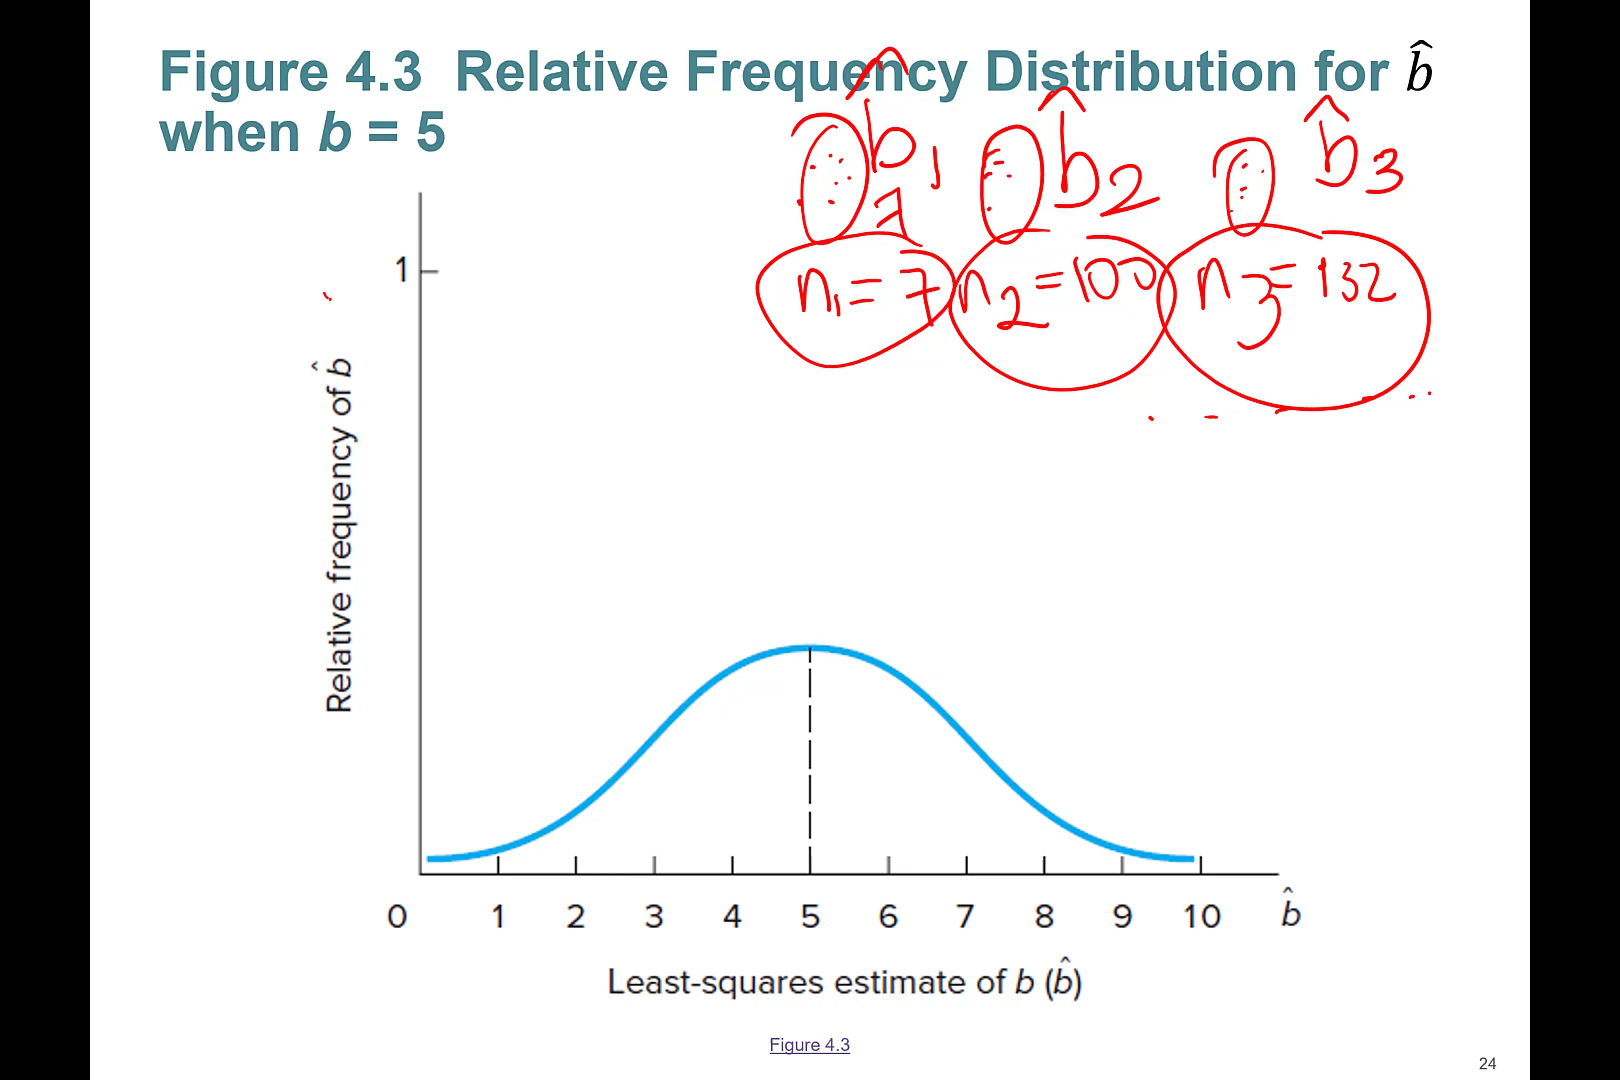 Figure 4.3 Relative Frequency Distribution for b̂
when b = 5
b̂1 b̂2 b̂3
7
n1 = 7 n2 = 100 n3 = 132
1
Relative frequency of b̂
0 1 2 3 4 5 6 7 8 9 10 b̂
Least-squares estimate of b (b̂)
Figure 4.3
24